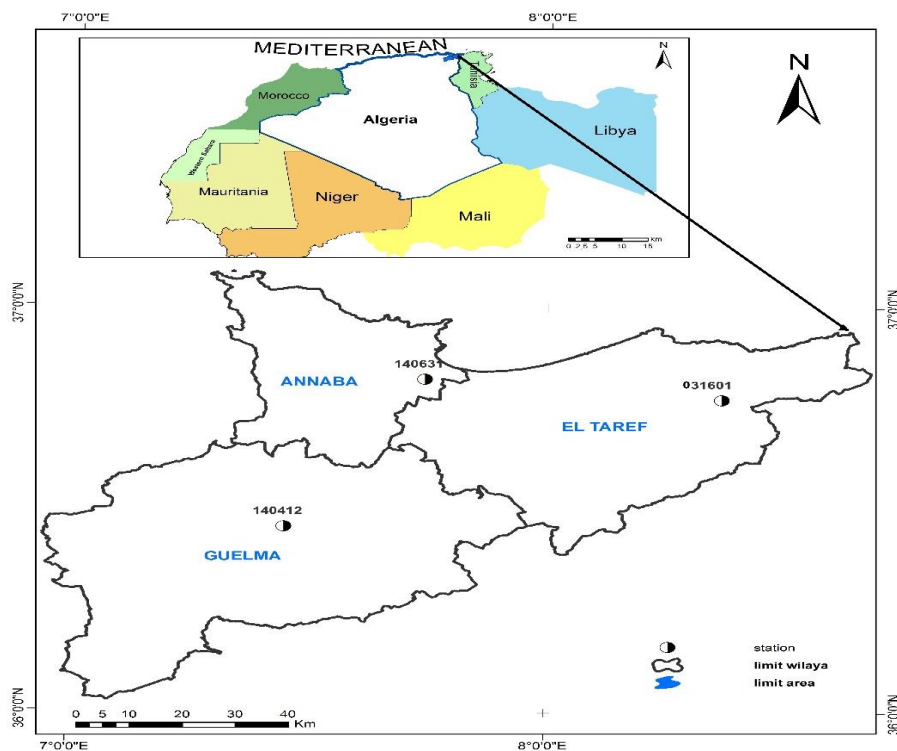 7°0'0"E 8°0'0"E
MEDITERRANEAN
N
N
Tunisia
Morocco
Algeria
Libya
Mauritania
Niger
Mali
0 2,5 5 10 15 km
37°0'0"N 37°0'0"N
140631
ANNABA
031601
EL TAREF
140412
GUELMA
station
limit wilaya
limit area
36°0'0"N 36°0'0"N
0 5 10 20 30 40 Km
7°0'0"E 8°0'0"E